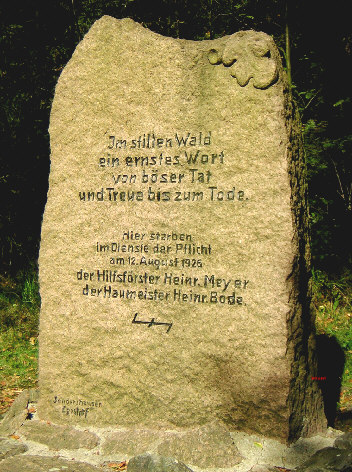 Im stillen Wald
ein ernstes Wort
von böser Tat
und Treue bis zum Tode.
Hier starben
im Dienste der Pflicht
am 12. August 1926
der Hilfsförster Heinr. Meyer
der Haumeister Heinr. Bode.